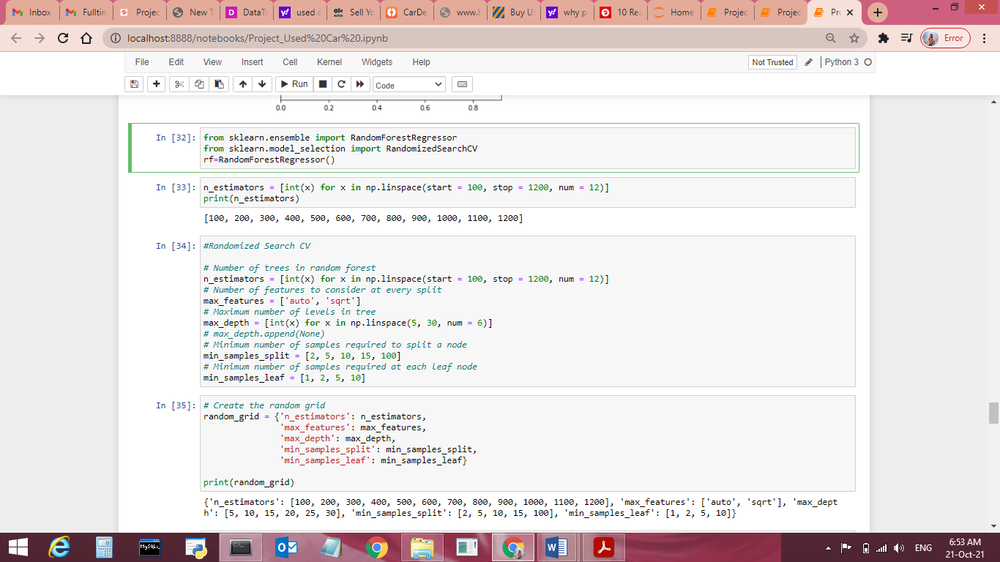 Inbox
Fulltin
Projec
New T
DataTr
used c
Sell Yo
CarDe
www.b
Buy Us
why p
10 Rea
Home
Projec
Projec
Pro
localhost:8888/notebooks/Project_Used%20Car%20.ipynb
Error
File Edit View Insert Cell Kernel Widgets Help
Not Trusted
Python 3
Run
Code
0.0 0.2 0.4 0.6 0.8
In [32]: from sklearn.ensemble import RandomForestRegressor
from sklearn.model_selection import RandomizedSearchCV
rf=RandomForestRegressor()
In [33]: n_estimators = [int(x) for x in np.linspace(start = 100, stop = 1200, num = 12)]
print(n_estimators)
[100, 200, 300, 400, 500, 600, 700, 800, 900, 1000, 1100, 1200]
In [34]: #Randomized Search CV
# Number of trees in random forest
n_estimators = [int(x) for x in np.linspace(start = 100, stop = 1200, num = 12)]
# Number of features to consider at every split
max_features = ['auto', 'sqrt']
# Maximum number of levels in tree
max_depth = [int(x) for x in np.linspace(5, 30, num = 6)]
# max_depth.append(None)
# Minimum number of samples required to split a node
min_samples_split = [2, 5, 10, 15, 100]
# Minimum number of samples required at each leaf node
min_samples_leaf = [1, 2, 5, 10]
In [35]: # Create the random grid
random_grid = {'n_estimators': n_estimators,
'max_features': max_features,
'max_depth': max_depth,
'min_samples_split': min_samples_split,
'min_samples_leaf': min_samples_leaf}
print(random_grid)
{'n_estimators': [100, 200, 300, 400, 500, 600, 700, 800, 900, 1000, 1100, 1200], 'max_features': ['auto', 'sqrt'], 'max_dept
h': [5, 10, 15, 20, 25, 30], 'min_samples_split': [2, 5, 10, 15, 100], 'min_samples_leaf': [1, 2, 5, 10]}
ENG
6:53 AM
21-Oct-21